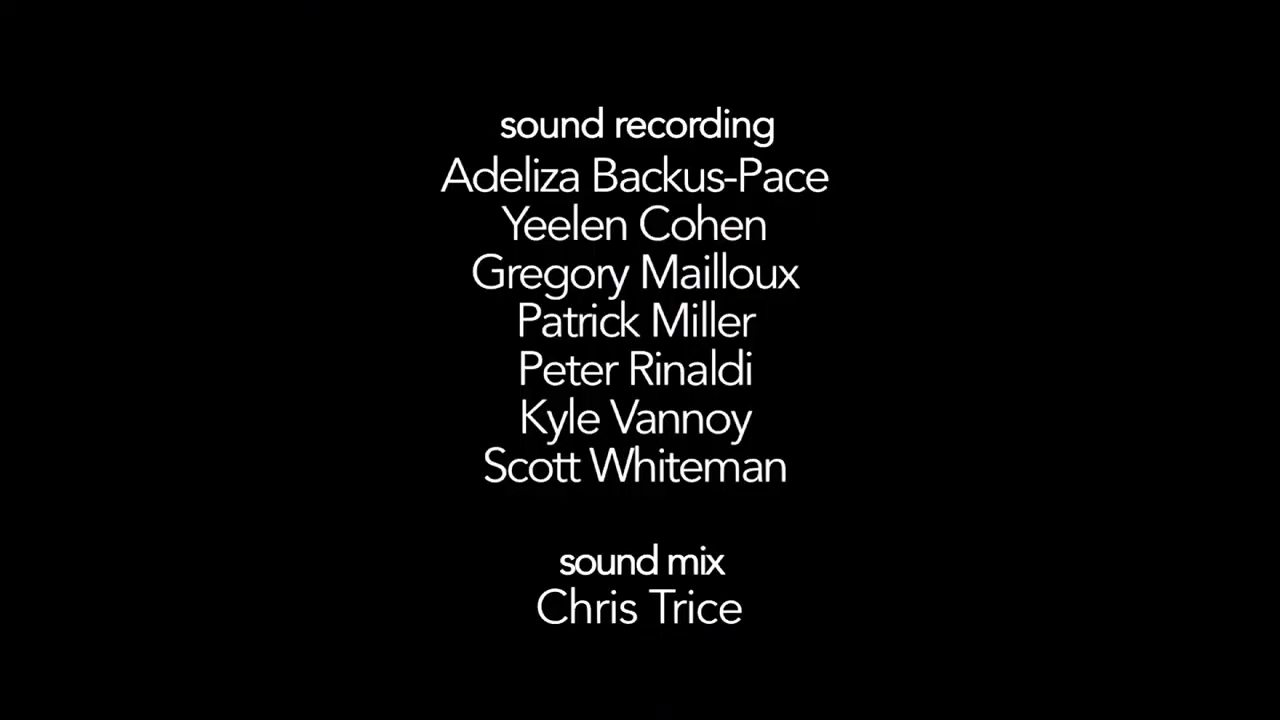 sound recording
Adeliza Backus-Pace
Yeelen Cohen
Gregory Mailloux
Patrick Miller
Peter Rinaldi
Kyle Vannoy
Scott Whiteman
sound mix
Chris Trice